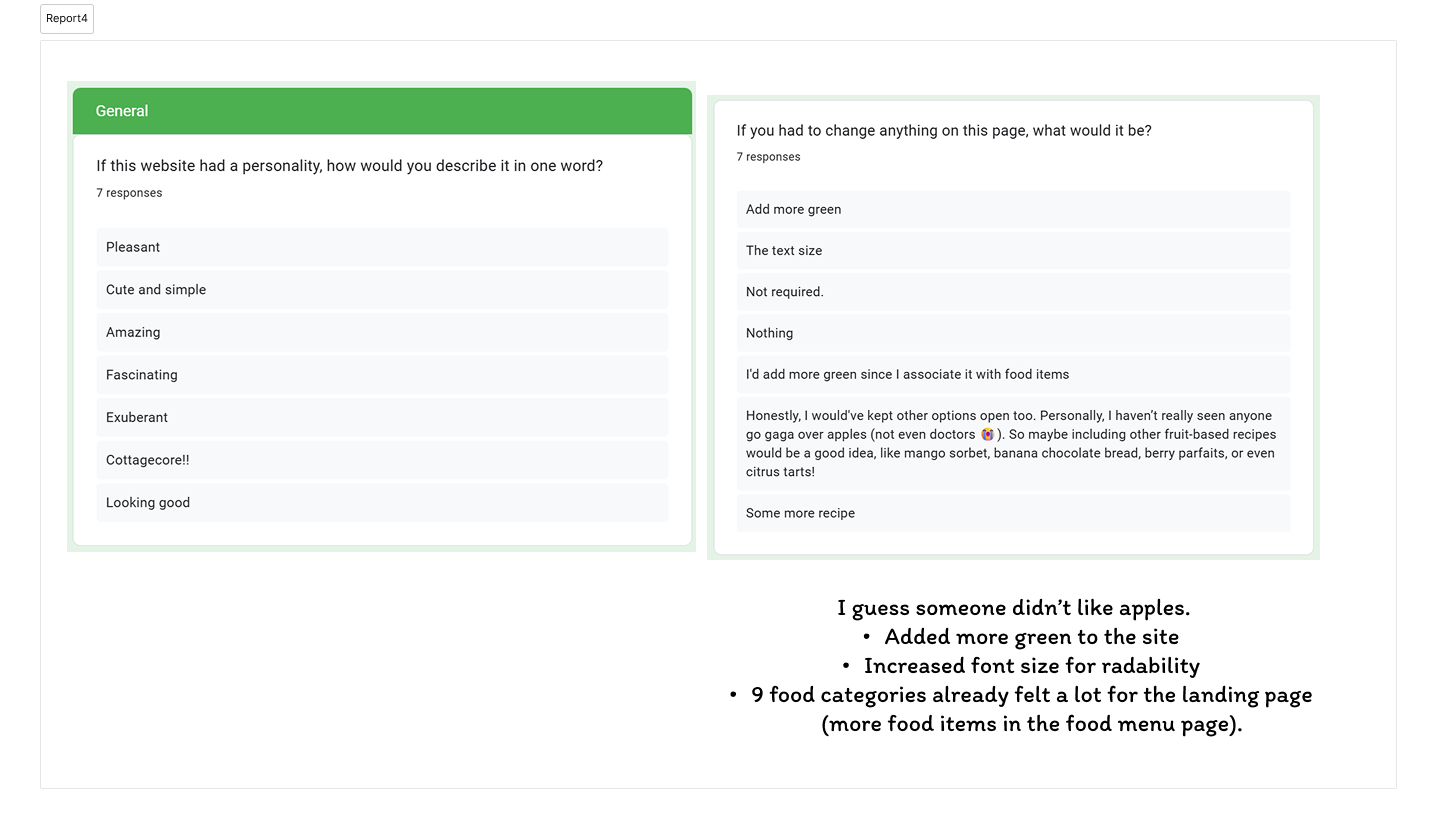 Report4
General
If this website had a personality, how would you describe it in one word?
7 responses
Pleasant
Cute and simple
Amazing
Fascinating
Exuberant
Cottagecore!!
Looking good
If you had to change anything on this page, what would it be?
7 responses
Add more green
The text size
Not required.
Nothing
I'd add more green since I associate it with food items
Honestly, I would've kept other options open too. Personally, I haven't really seen anyone
go gaga over apples (not even doctors ). So maybe including other fruit-based recipes
would be a good idea, like mango sorbet, banana chocolate bread, berry parfaits, or even
citrus tarts!
Some more recipe
I guess someone didn't like apples.
• Added more green to the site
• Increased font size for radability
• 9 food categories already felt a lot for the landing page
(more food items in the food menu page).